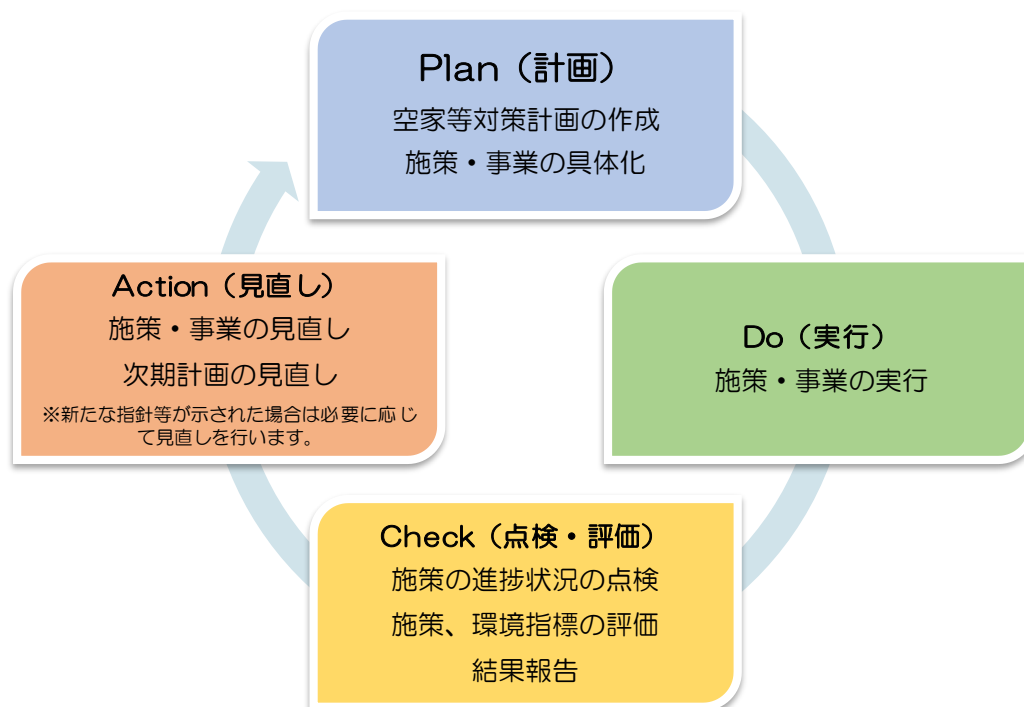 Plan（計画）
空家等対策計画の作成
施策・事業の具体化
Action（見直し）
施策・事業の見直し
次期計画の見直し
※新たな指針等が示された場合は必要に応じ
て見直しを行います。
Do（実行）
施策・事業の実行
Check（点検・評価）
施策の進捗状況の点検
施策、環境指標の評価
結果報告